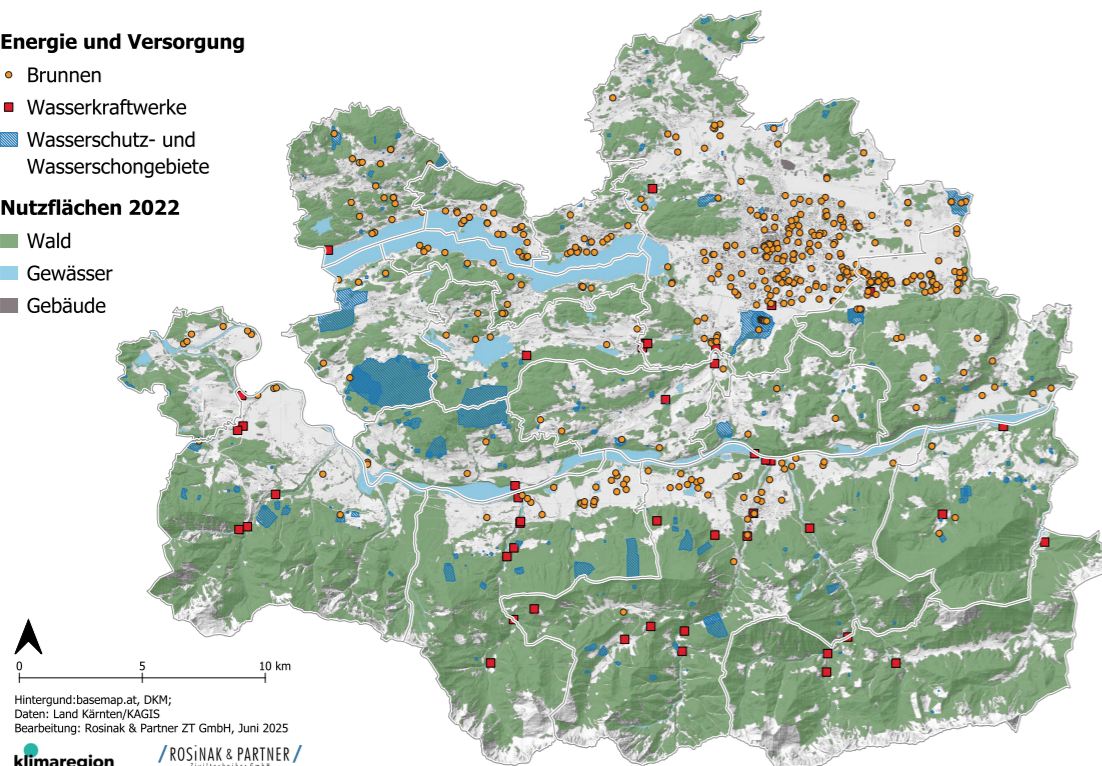 Energie und Versorgung
Brunnen
Wasserkraftwerke
Wasserschutz- und
Wasserschongebiete
Nutzflächen 2022
Wald
Gewässer
Gebäude
0 5 10 km
Hintergund:basemap.at, DKM;
Daten: Land Kärnten/KAGIS
Bearbeitung: Rosinak & Partner ZT GmbH, Juni 2025
klimaregion
ROSiNAK & PARTNER